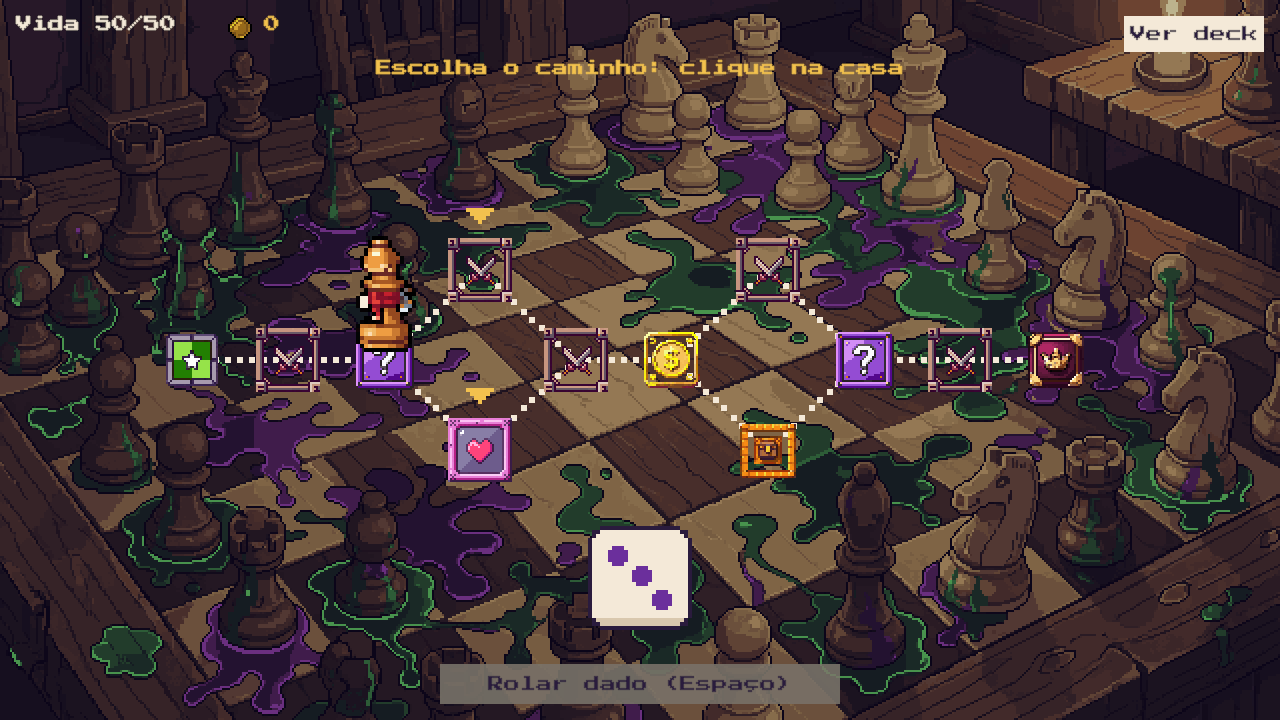 Vida 50/50
0
Ver deck
Escolha o caminho: clique na casa
?
?
$
Rolar dado (Espaço)